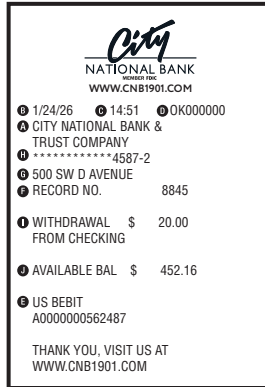 City
NATIONAL BANK
MEMBER FDIC
WWW.CNB1901.COM
B 1/24/26 C 14:51 D OK000000
A CITY NATIONAL BANK &
TRUST COMPANY
H ************4587-2
G 500 SW D AVENUE
F RECORD NO. 8845
I WITHDRAWAL $ 20.00
FROM CHECKING
J AVAILABLE BAL $ 452.16
E US BEBIT
A0000000562487
THANK YOU, VISIT US AT
WWW.CNB1901.COM